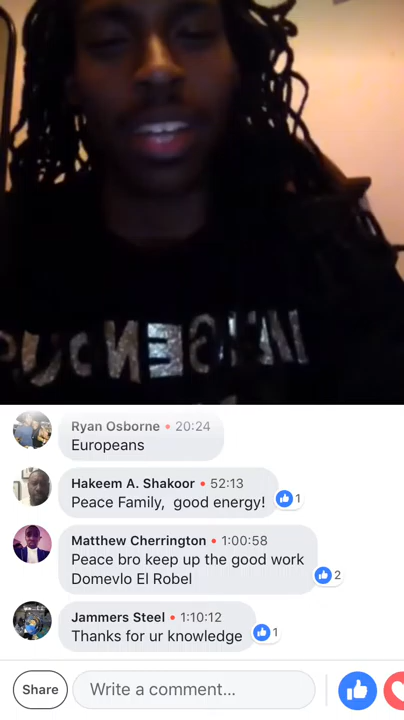 Ryan Osborne • 20:24
Europeans
Hakeem A. Shakoor • 52:13
Peace Family, good energy!
1
Matthew Cherrington • 1:00:58
Peace bro keep up the good work
Domevlo El Robel
2
Jammers Steel • 1:10:12
Thanks for ur knowledge
1
Share
Write a comment...